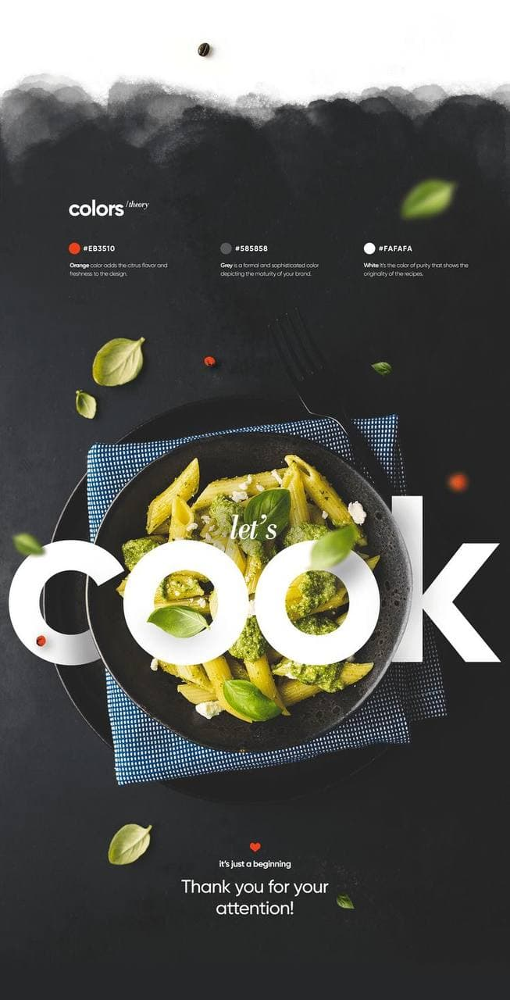 colors /theory
#EB3510
Orange color adds the citrus flavor and
freshness to the design.
#585858
Grey is a formal and sophisticated color
depicting the maturity of your brand.
#FAFAFA
White it's the color of purity that shows the
originality of the recipes.
let's
cook
it's just a beginning
Thank you for your
attention!